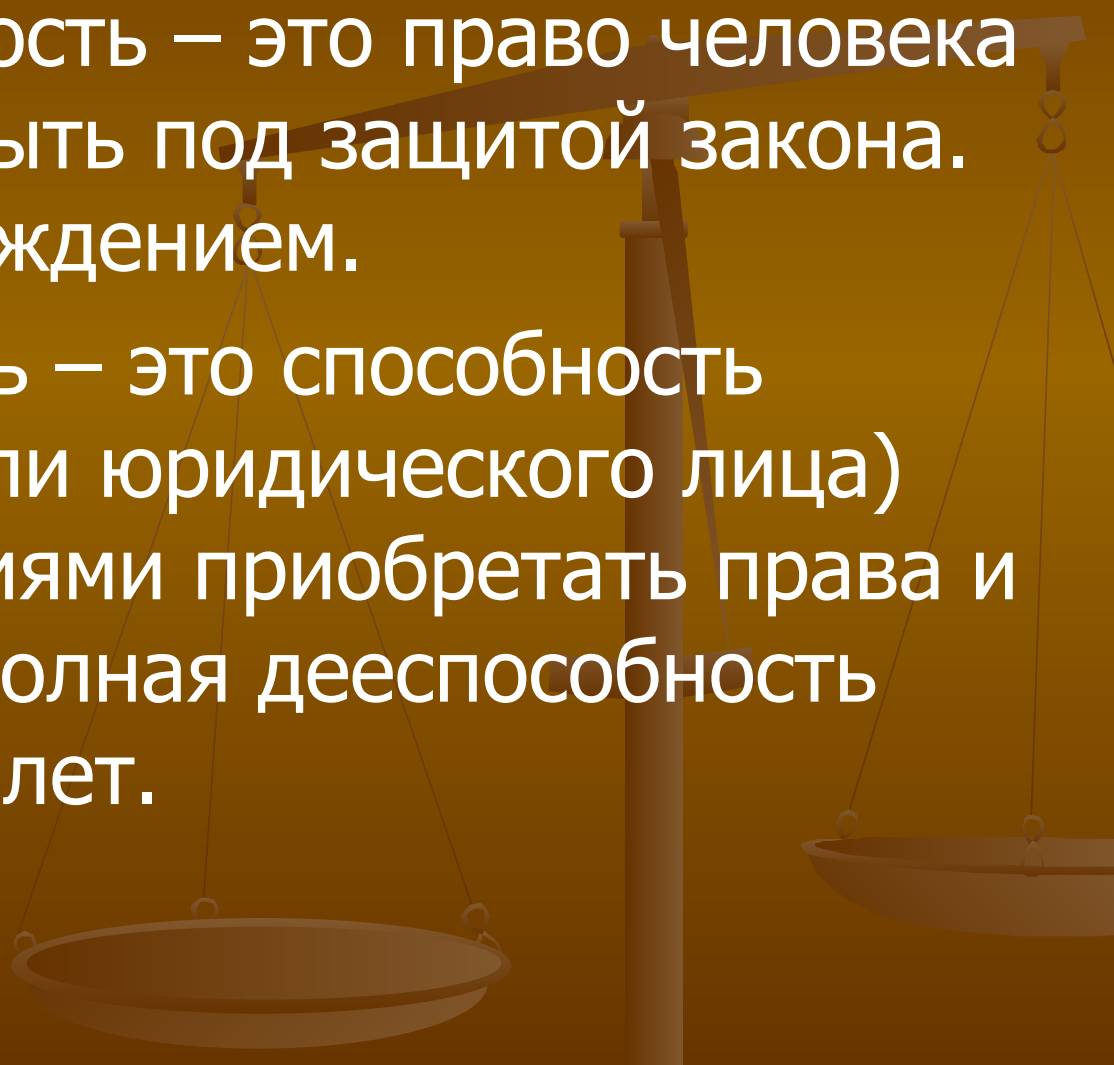 ость – это право человека
ыть под защитой закона.
ждением.
ь – это способность
ли юридического лица)
иями приобретать права и
олная дееспособность
лет.